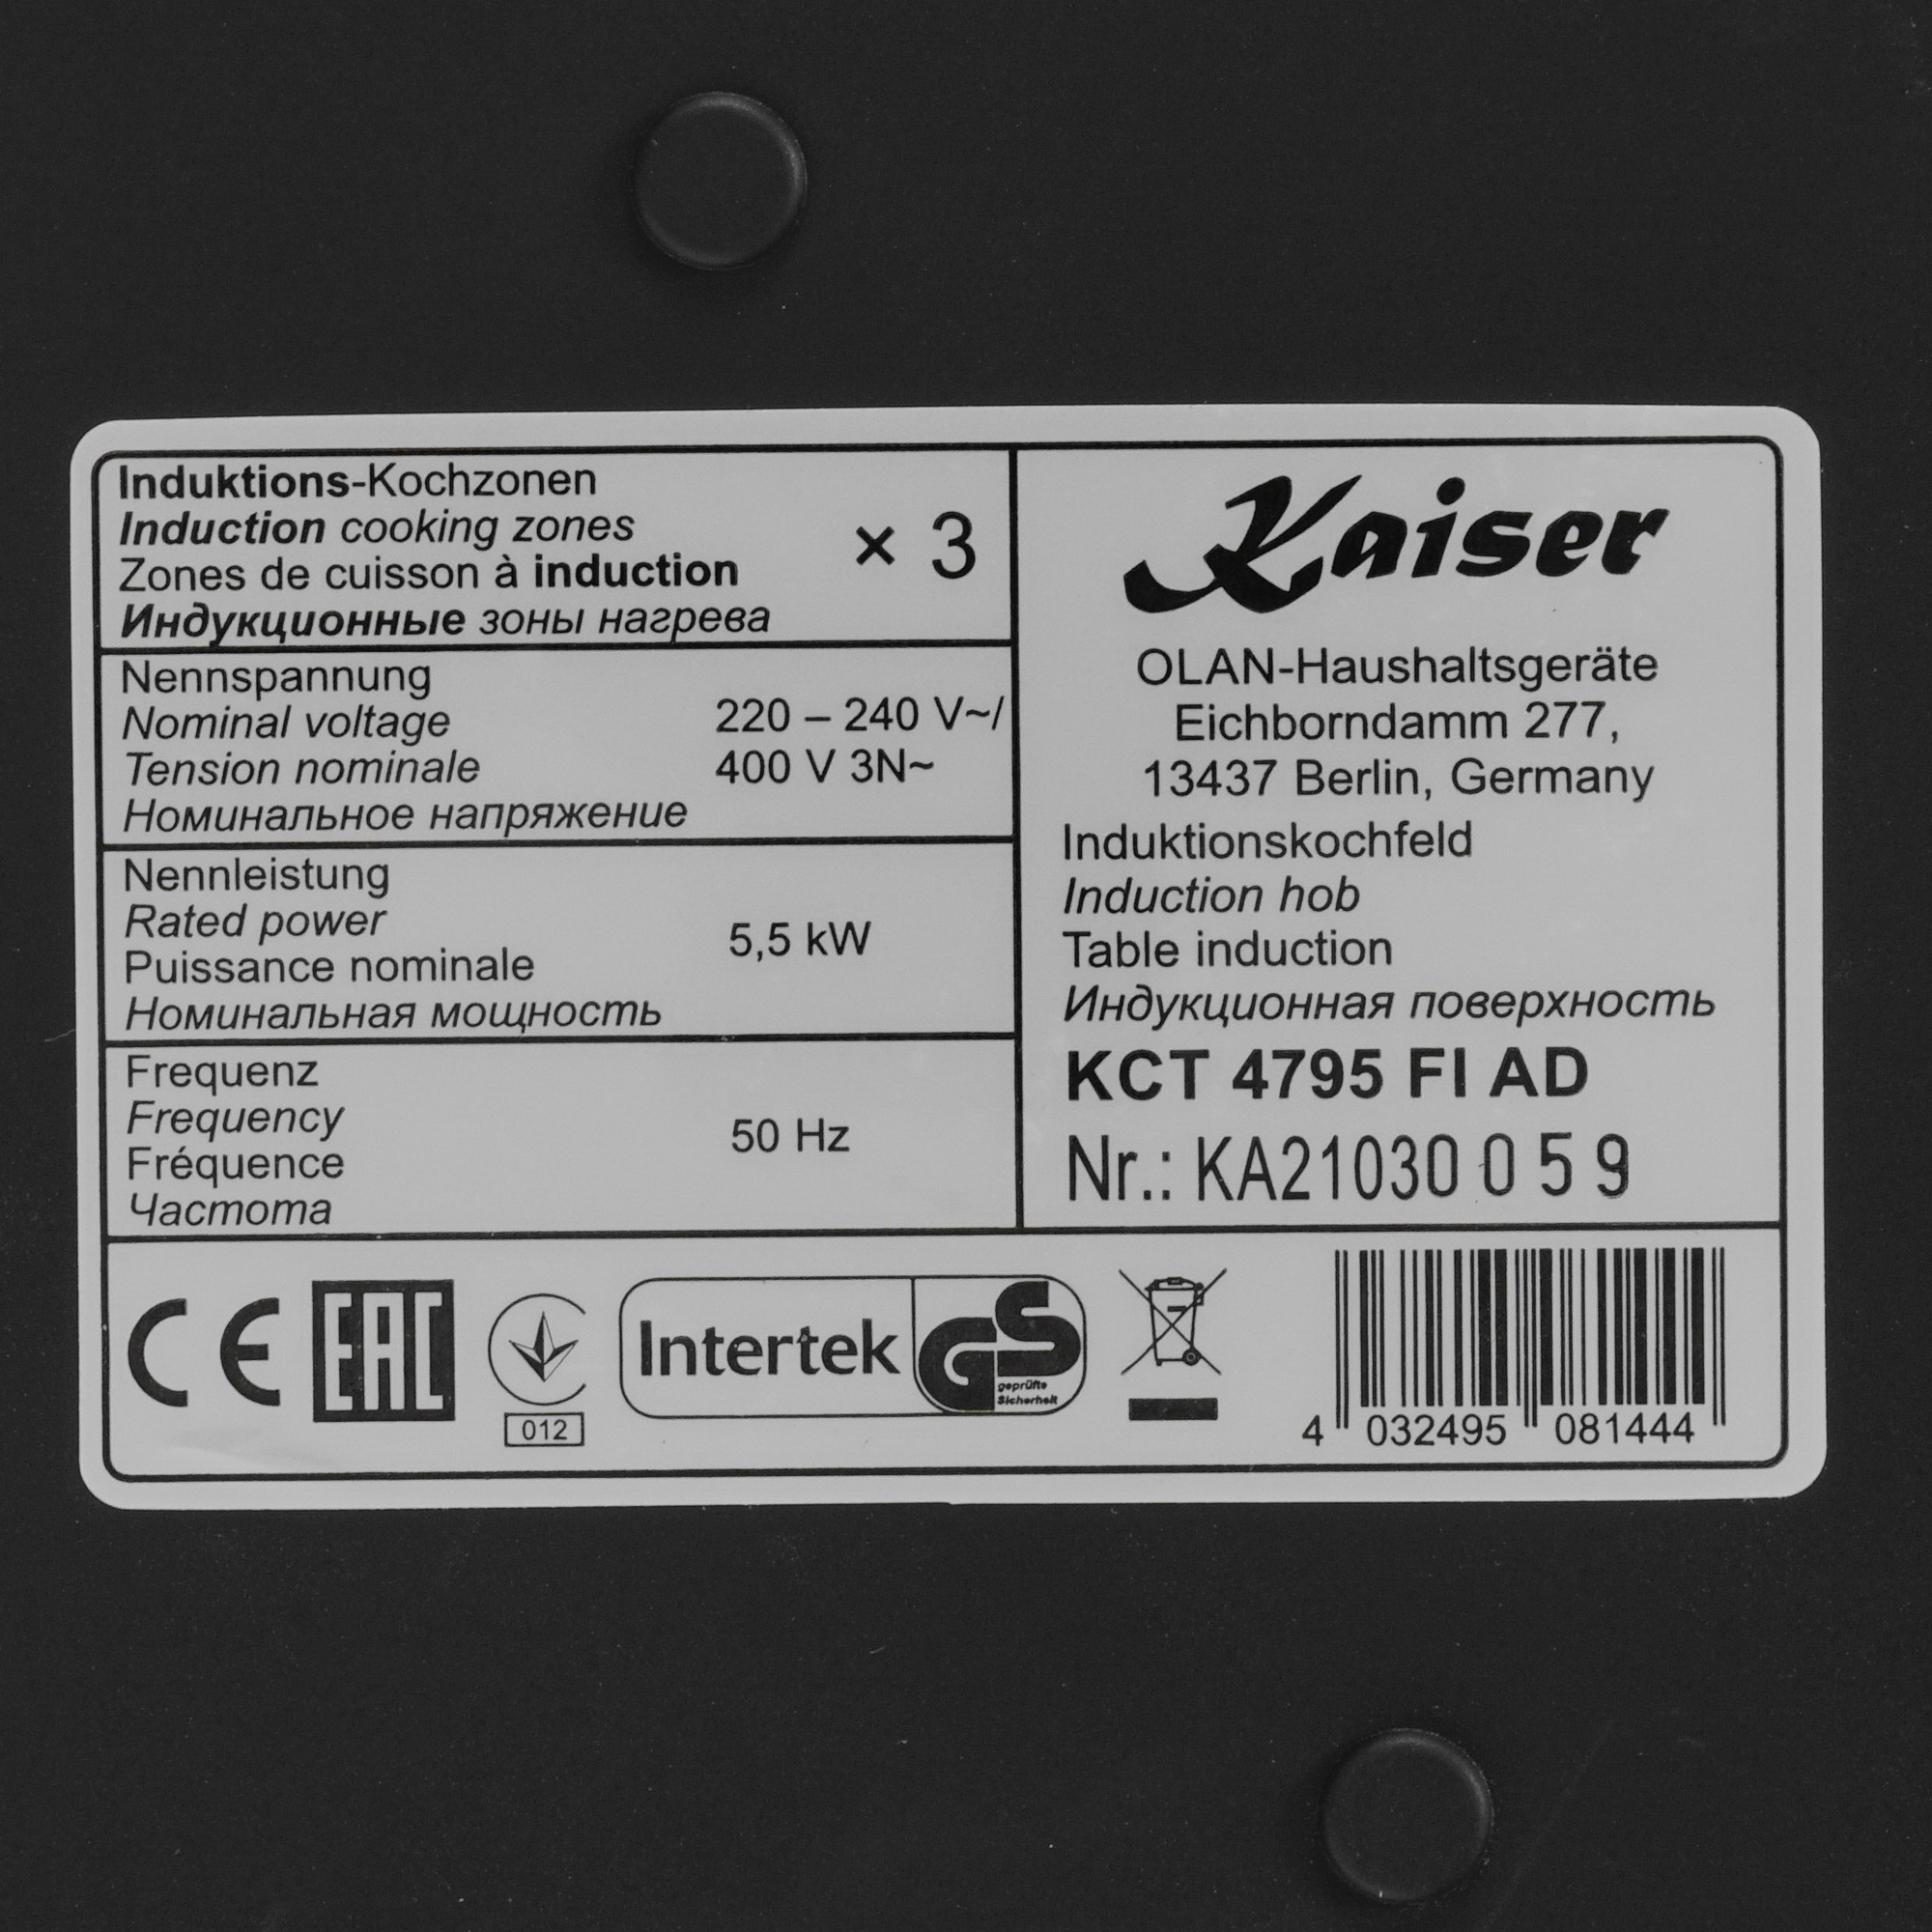 Induktions-Kochzonen
Induction cooking zones
Zones de cuisson à induction
Индукционные зоны нагрева
× 3
Nennspannung
Nominal voltage
Tension nominale
Номинальное напряжение
220 – 240 V~/
400 V 3N~
Nennleistung
Rated power
Puissance nominale
Номинальная мощность
5,5 kW
Frequenz
Frequency
Fréquence
Частота
50 Hz
Kaiser
OLAN-Haushaltsgeräte
Eichborndamm 277,
13437 Berlin, Germany
Induktionskochfeld
Induction hob
Table induction
Индукционная поверхность
KCT 4795 FI AD
Nr.: KA21030 0 5 9
CE
EAC
012
Intertek
GS
geprüfte
Sicherheit
4 032495 081444